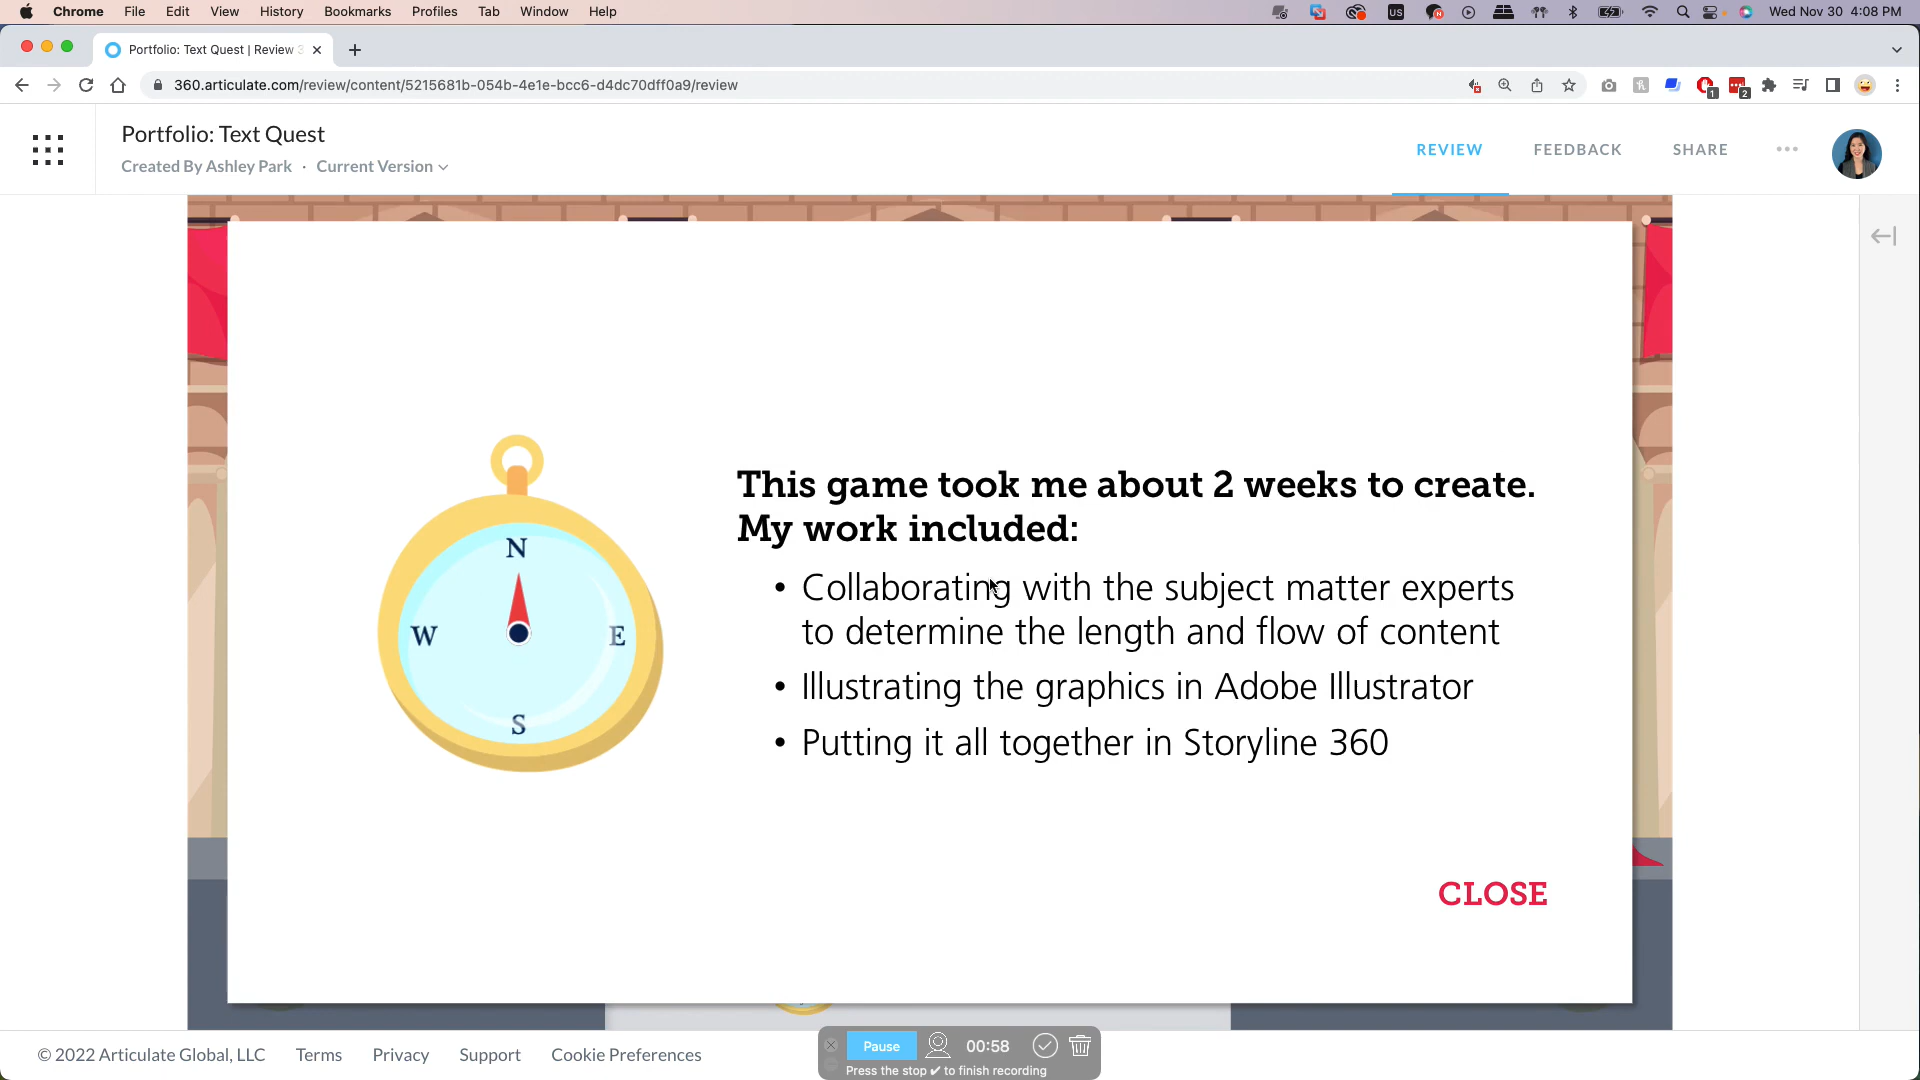 Chrome File Edit View History Bookmarks Profiles Tab Window Help
US
Wed Nov 30 4:08 PM
Portfolio: Text Quest | Review 3
360.articulate.com/review/content/5215681b-054b-4e1e-bcc6-d4dc70dff0a9/review
1
2
Portfolio: Text Quest
Created By Ashley Park · Current Version
REVIEW FEEDBACK SHARE
N
W
E
S
This game took me about 2 weeks to create.
My work included:
• Collaborating with the subject matter experts
to determine the length and flow of content
• Illustrating the graphics in Adobe Illustrator
• Putting it all together in Storyline 360
CLOSE
© 2022 Articulate Global, LLC Terms Privacy Support Cookie Preferences
Pause 00:58
Press the stop ✔ to finish recording